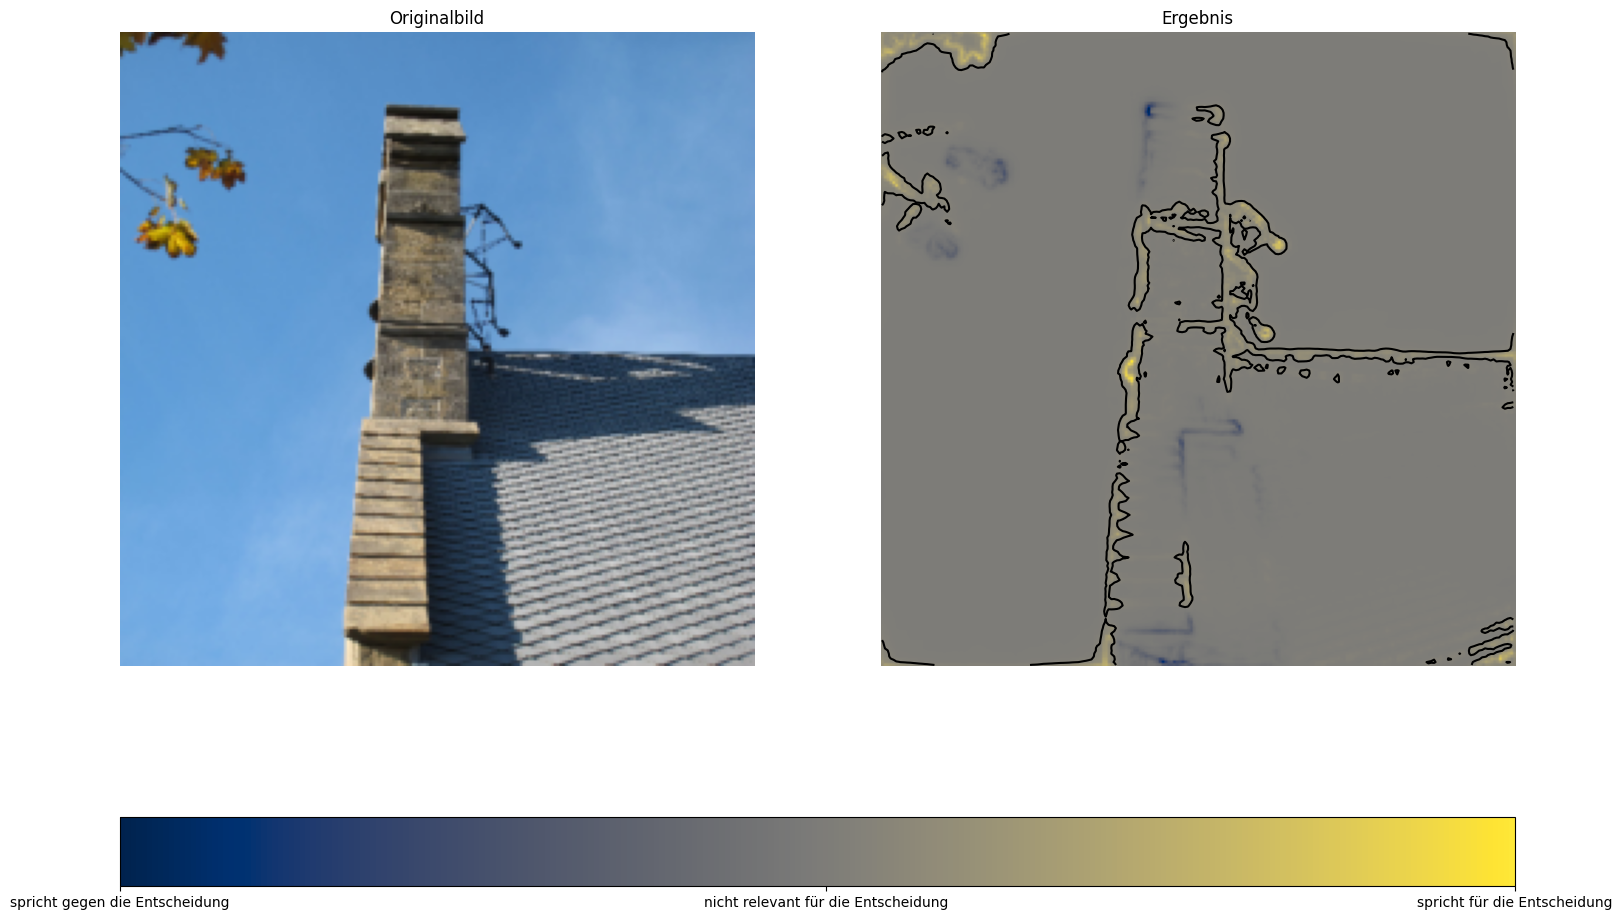 Originalbild
Ergebnis
spricht gegen die Entscheidung
nicht relevant für die Entscheidung
spricht für die Entscheidung